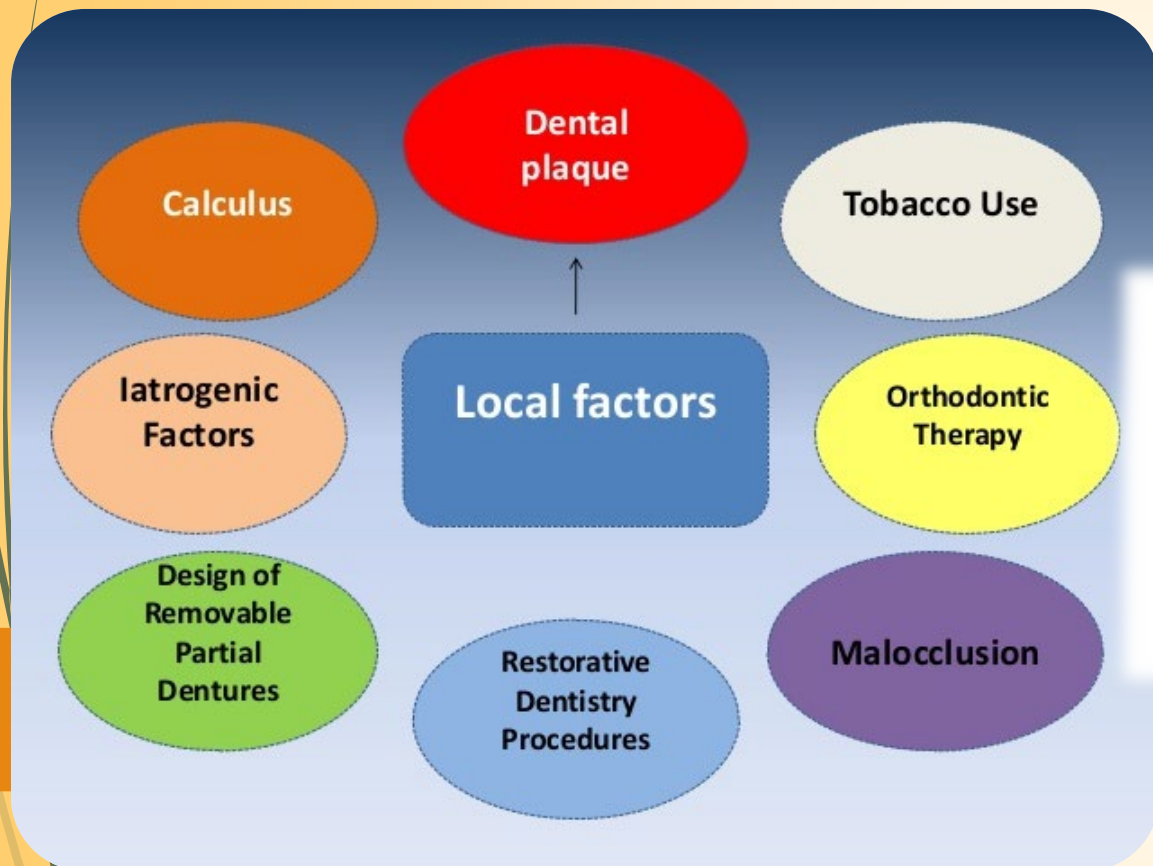 Dental
plaque
Calculus
Tobacco Use
Iatrogenic
Factors
Local factors
Orthodontic
Therapy
Design of
Removable
Partial
Dentures
Restorative
Dentistry
Procedures
Malocclusion